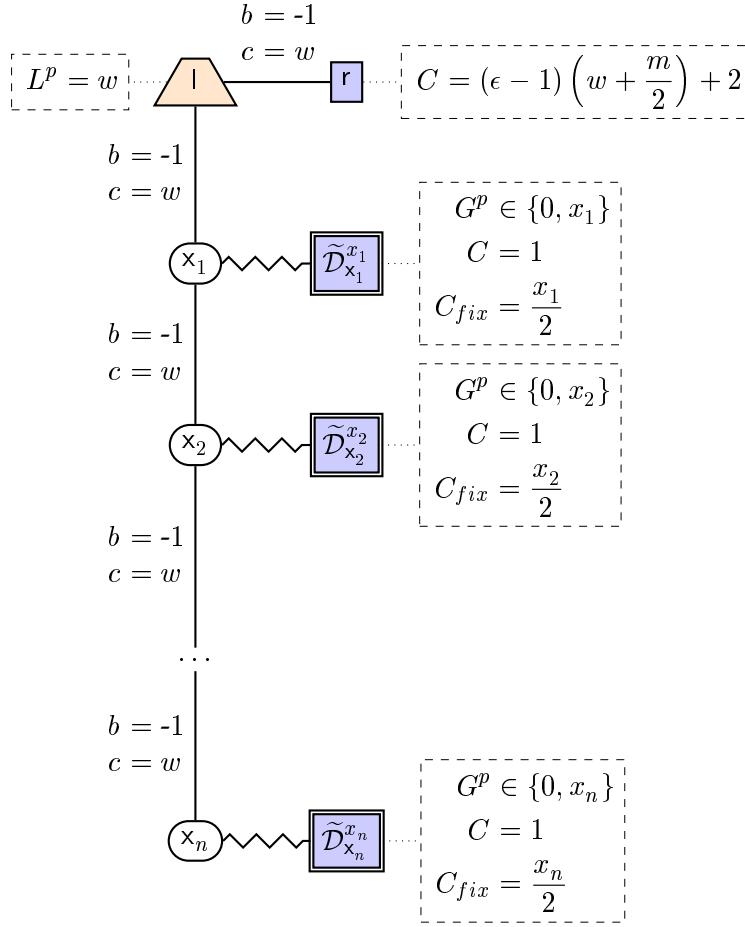 b = -1
c = w
L^p = w
l
r
C = (ϵ − 1) (w + m/2) + 2
b = -1
c = w
G^p ∈ {0, x_1}
C = 1
C_{fix} = x_1/2
x_1
𝒟̃^{x_1}_{x_1}
b = -1
c = w
G^p ∈ {0, x_2}
C = 1
C_{fix} = x_2/2
x_2
𝒟̃^{x_2}_{x_2}
b = -1
c = w
...
b = -1
c = w
G^p ∈ {0, x_n}
C = 1
C_{fix} = x_n/2
x_n
𝒟̃^{x_n}_{x_n}